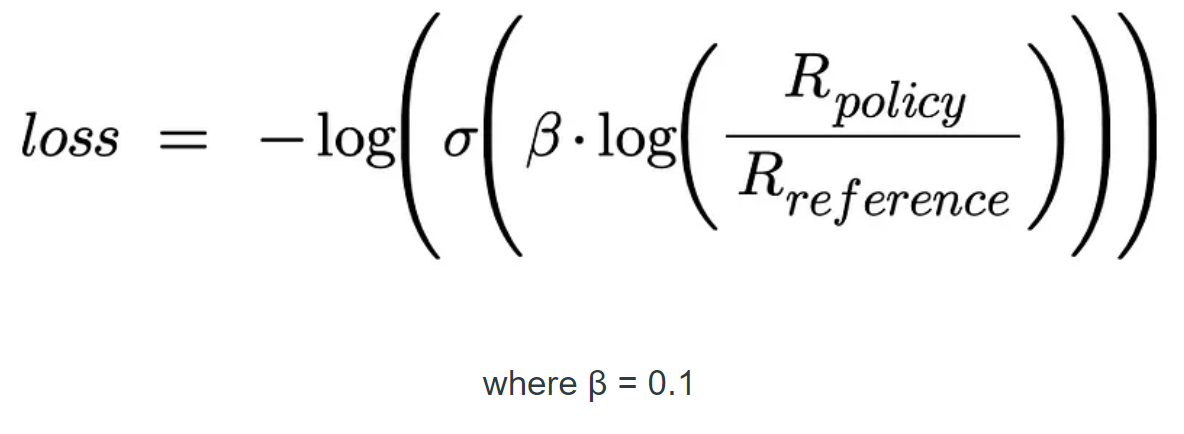 loss = −log(σ(β·log(R_policy/R_reference)))
where β = 0.1